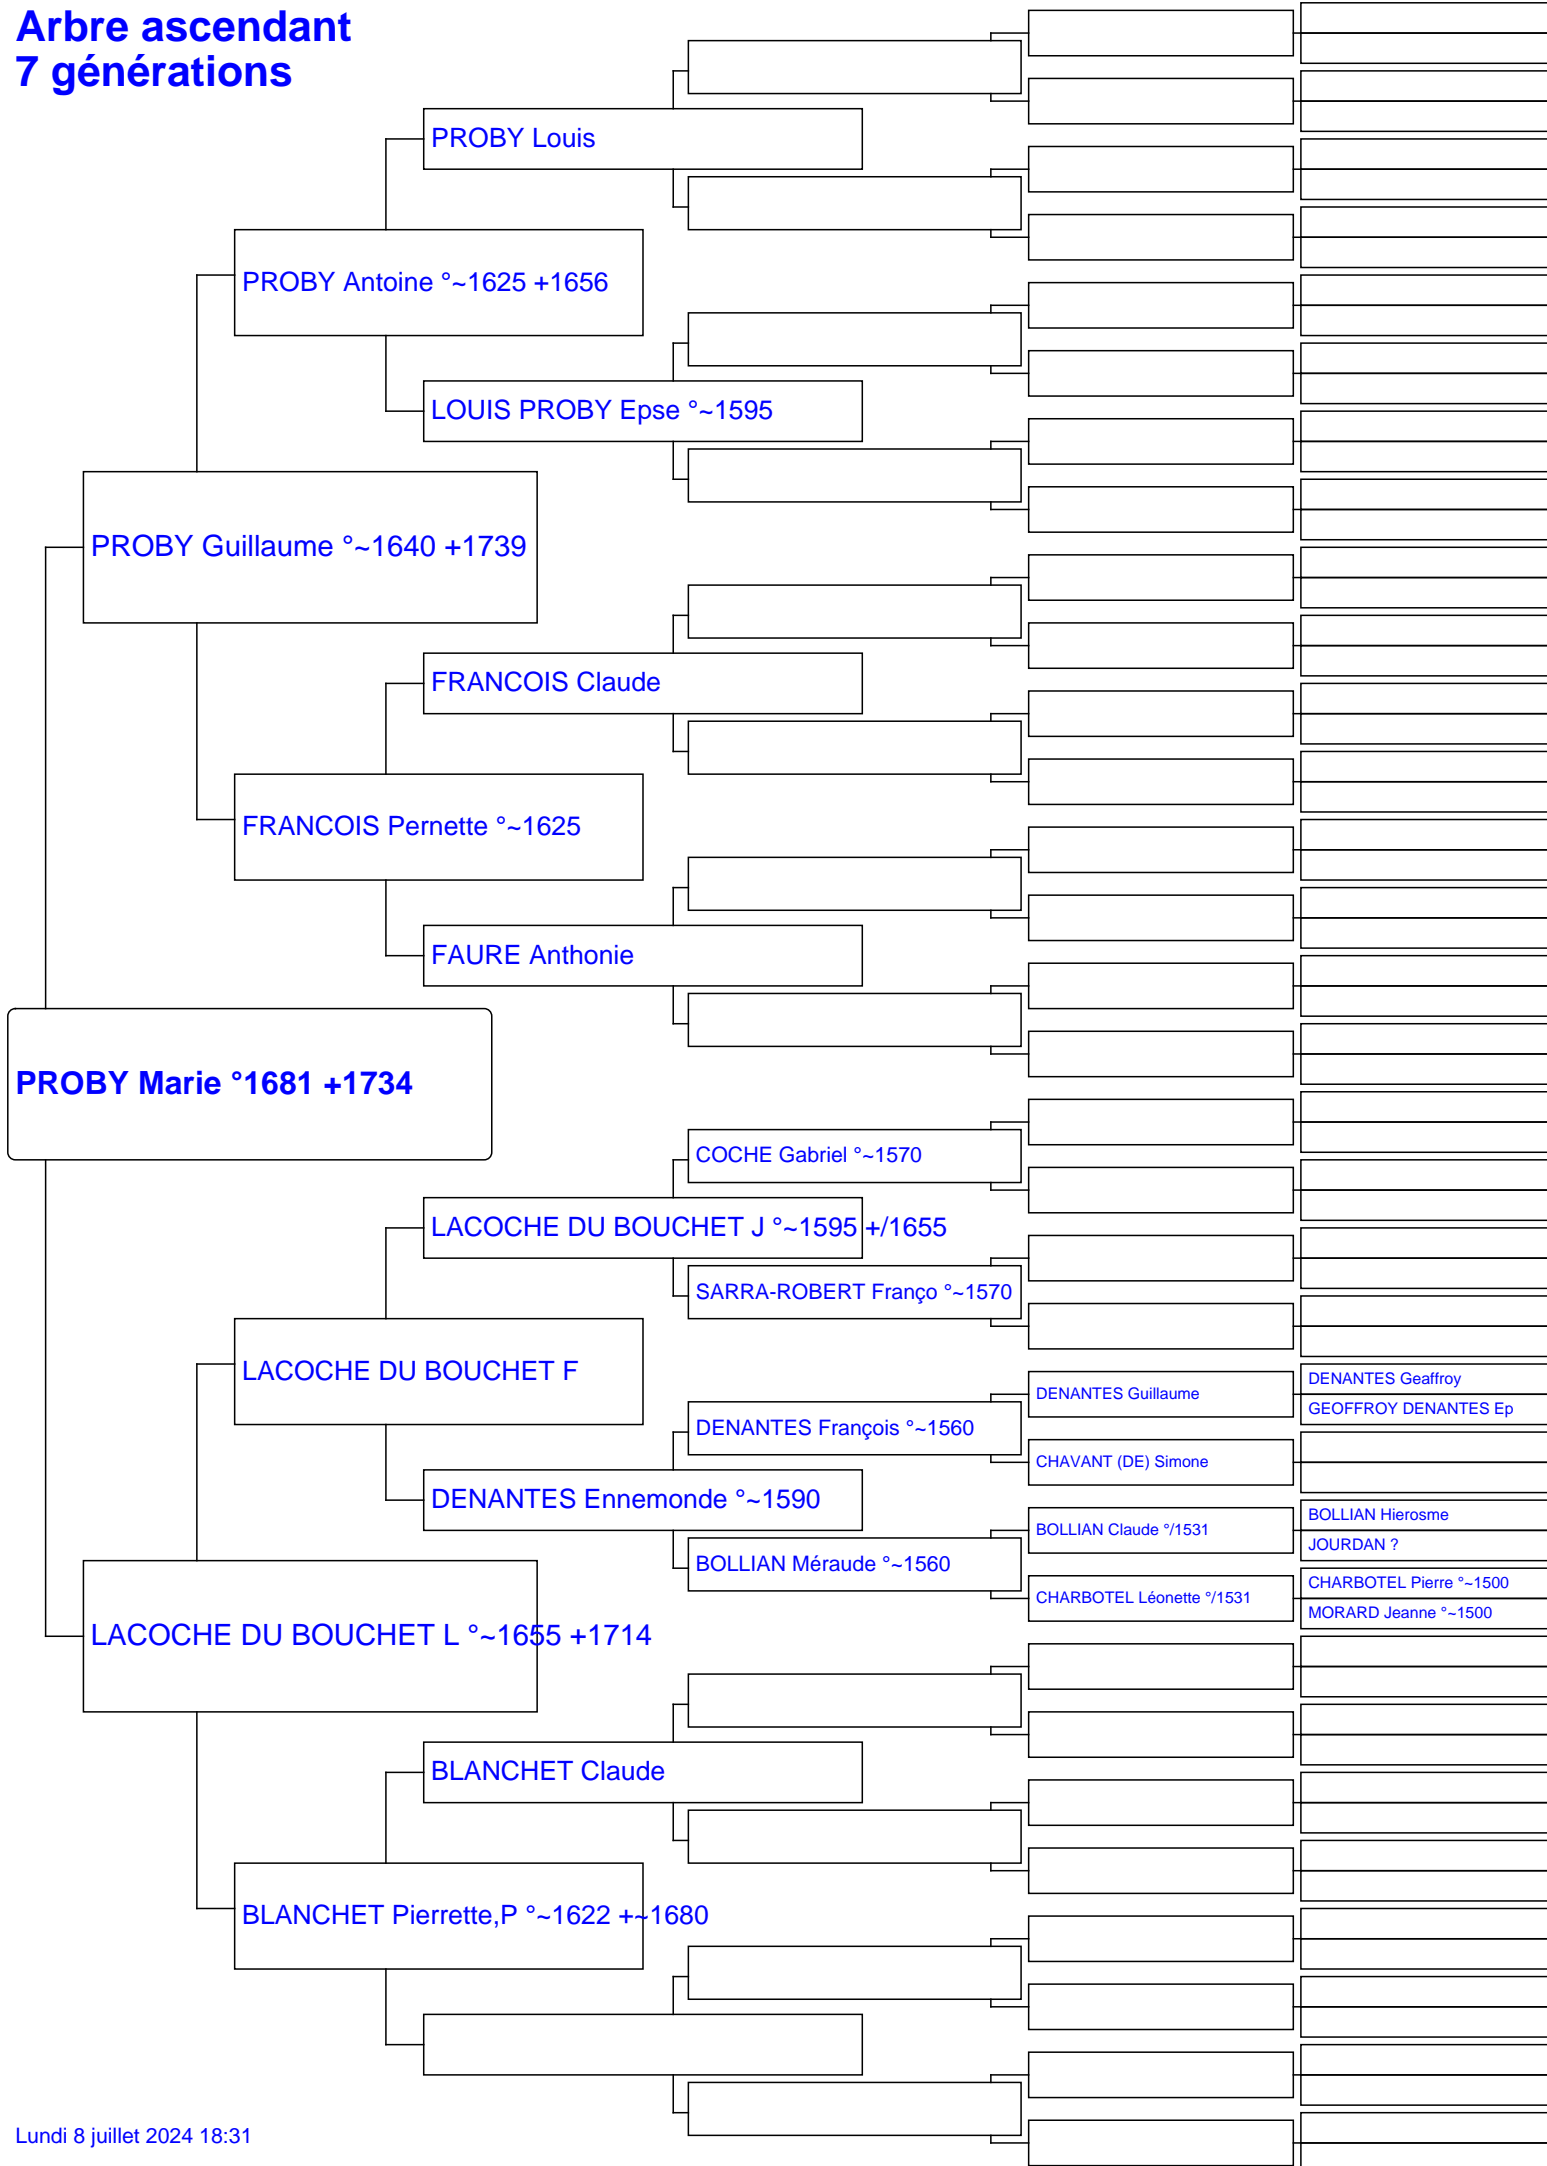 Arbre ascendant
7 générations
PROBY Louis
PROBY Antoine °~1625 +1656
LOUIS PROBY Epse °~1595
PROBY Guillaume °~1640 +1739
FRANCOIS Claude
FRANCOIS Pernette °~1625
FAURE Anthonie
PROBY Marie °1681 +1734
COCHE Gabriel °~1570
LACOCHE DU BOUCHET J °~1595 +/1655
SARRA-ROBERT Franço °~1570
LACOCHE DU BOUCHET F
DENANTES Geaffroy
DENANTES Guillaume
GEOFFROY DENANTES Ep
DENANTES François °~1560
CHAVANT (DE) Simone
DENANTES Ennemonde °~1590
BOLLIAN Hierosme
BOLLIAN Claude °/1531
JOURDAN ?
BOLLIAN Méraude °~1560
CHARBOTEL Pierre °~1500
CHARBOTEL Léonette °/1531
MORARD Jeanne °~1500
LACOCHE DU BOUCHET L °~1655 +1714
BLANCHET Claude
BLANCHET Pierrette,P °~1622 +~1680
Lundi 8 juillet 2024 18:31